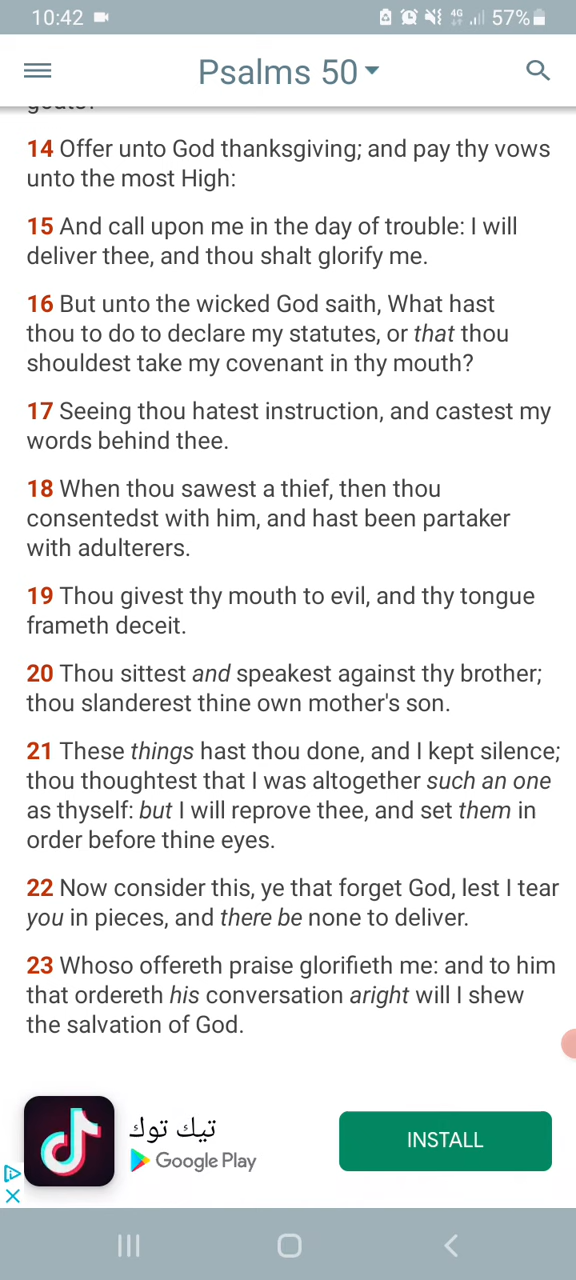 10:42
4G
57%
Psalms 50
goats?
14 Offer unto God thanksgiving; and pay thy vows
unto the most High:
15 And call upon me in the day of trouble: I will
deliver thee, and thou shalt glorify me.
16 But unto the wicked God saith, What hast
thou to do to declare my statutes, or that thou
shouldest take my covenant in thy mouth?
17 Seeing thou hatest instruction, and castest my
words behind thee.
18 When thou sawest a thief, then thou
consentedst with him, and hast been partaker
with adulterers.
19 Thou givest thy mouth to evil, and thy tongue
frameth deceit.
20 Thou sittest and speakest against thy brother;
thou slanderest thine own mother's son.
21 These things hast thou done, and I kept silence;
thou thoughtest that I was altogether such an one
as thyself: but I will reprove thee, and set them in
order before thine eyes.
22 Now consider this, ye that forget God, lest I tear
you in pieces, and there be none to deliver.
23 Whoso offereth praise glorifieth me: and to him
that ordereth his conversation aright will I shew
the salvation of God.
تيك توك
Google Play
INSTALL